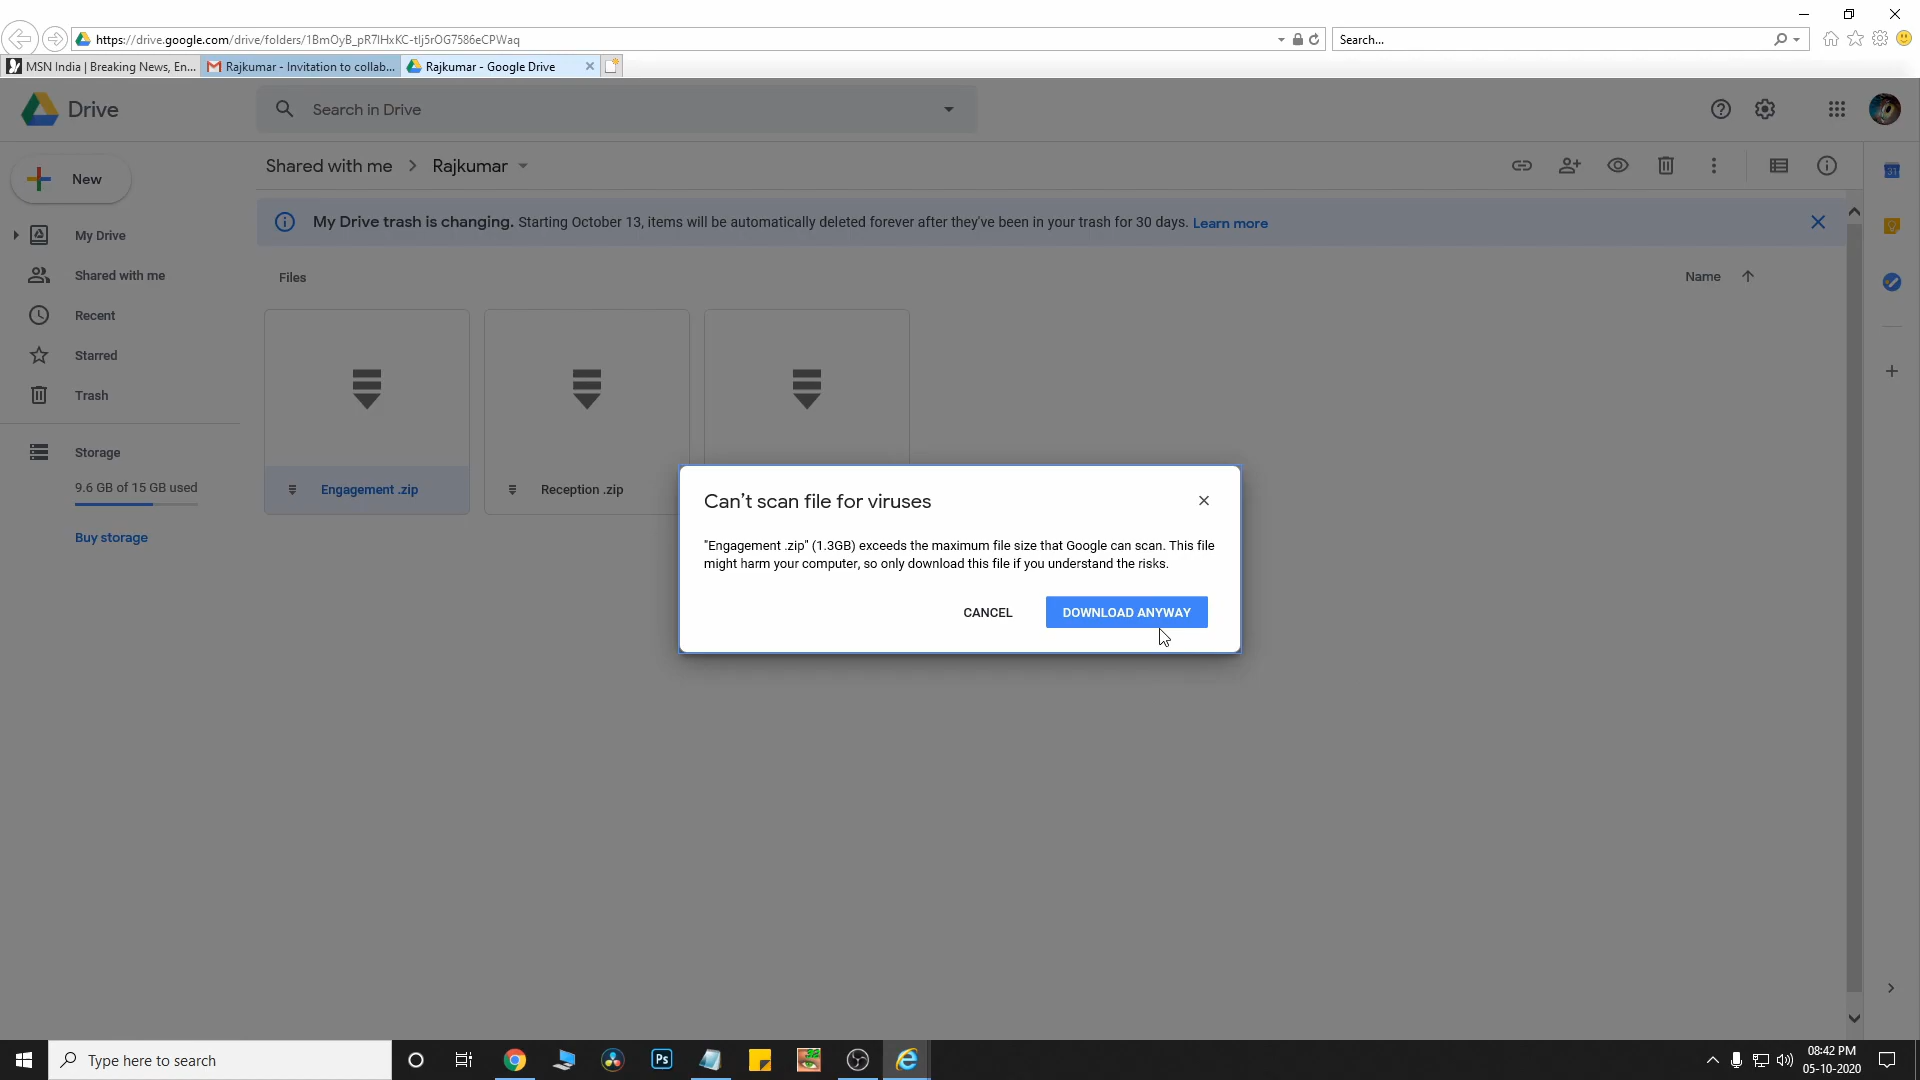 https://drive.google.com/drive/folders/1BmOyB_pR7lHxKC-tlj5rOG7586eCPWaq
Search...
MSN India | Breaking News, En...
Rajkumar - Invitation to collab...
Rajkumar - Google Drive
Drive
Search in Drive
New
Shared with me > Rajkumar
My Drive trash is changing. Starting October 13, items will be automatically deleted forever after they've been in your trash for 30 days. Learn more
My Drive
Shared with me
Recent
Starred
Trash
Storage
9.6 GB of 15 GB used
Buy storage
Files
Name
Engagement .zip
Reception .zip
Can't scan file for viruses
"Engagement .zip" (1.3GB) exceeds the maximum file size that Google can scan. This file
might harm your computer, so only download this file if you understand the risks.
CANCEL
DOWNLOAD ANYWAY
31
Type here to search
Ps
08:42 PM
05-10-2020